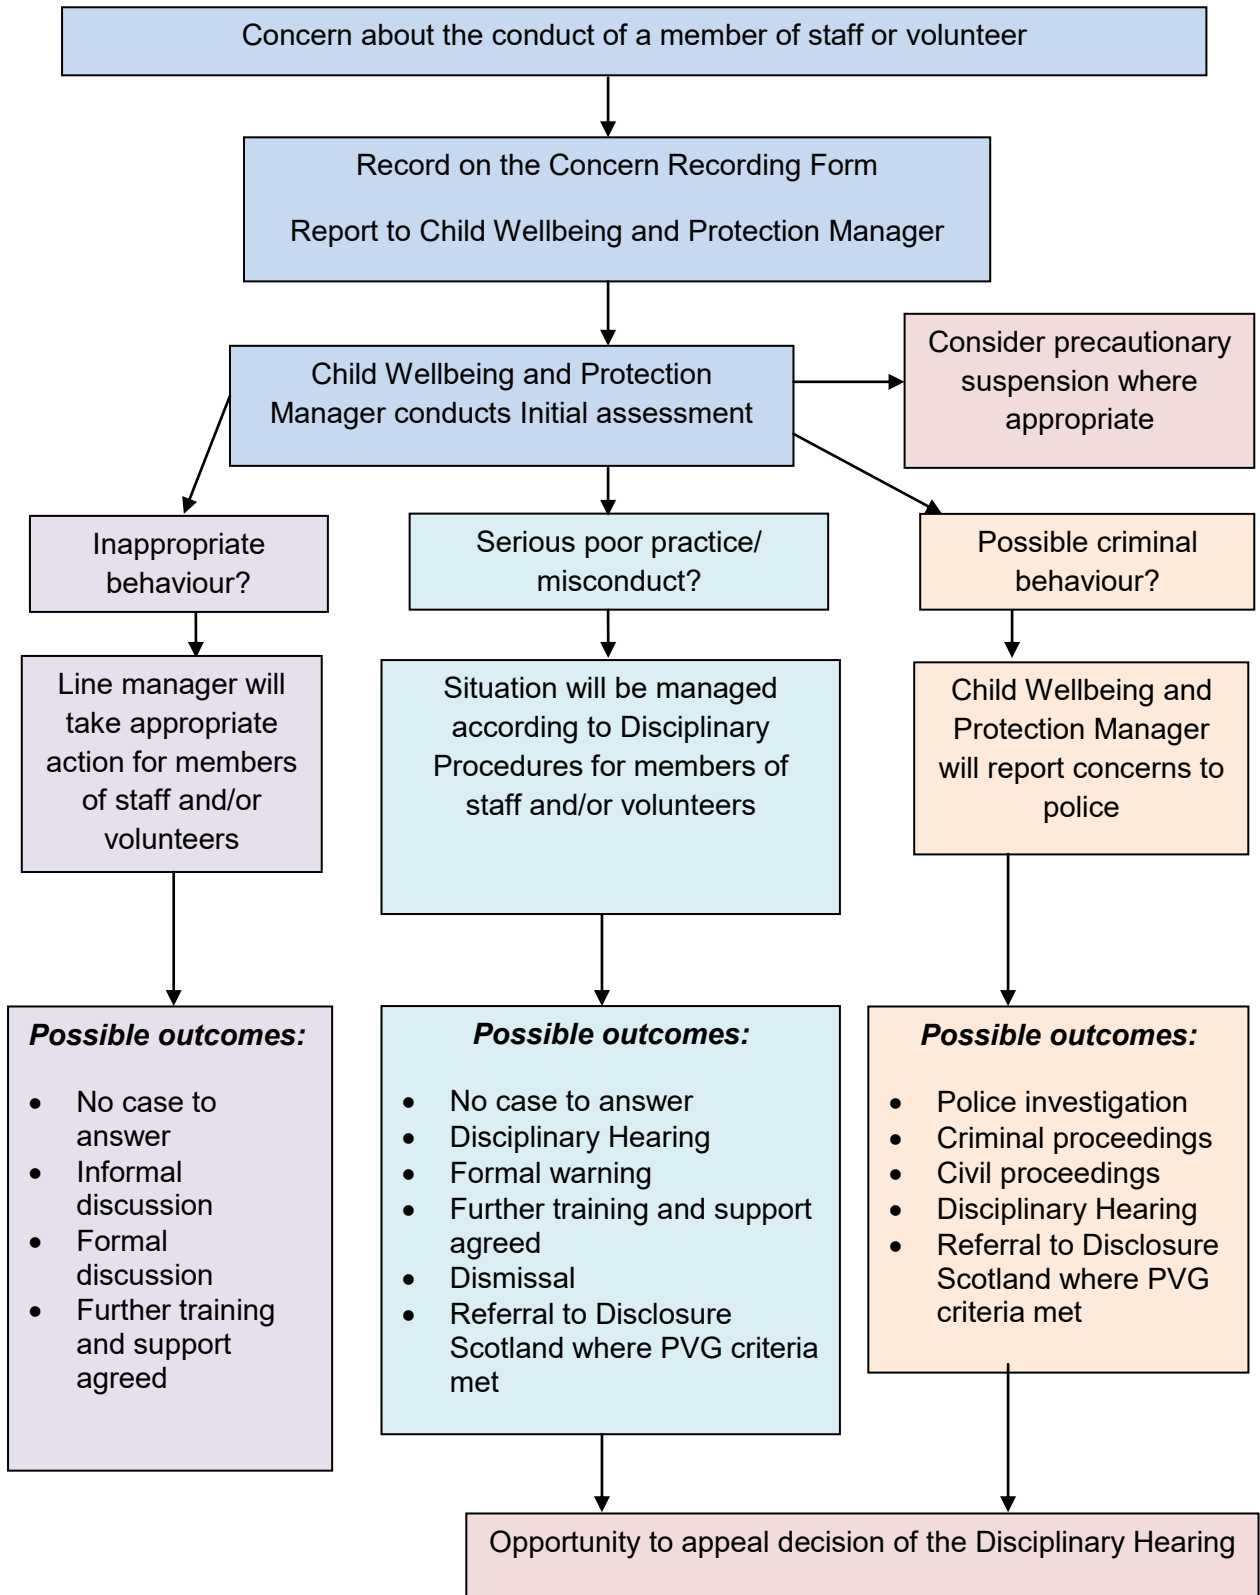 Concern about the conduct of a member of staff or volunteer
Record on the Concern Recording Form
Report to Child Wellbeing and Protection Manager
Child Wellbeing and Protection
Manager conducts Initial assessment
Consider precautionary
suspension where
appropriate
Inappropriate
behaviour?
Serious poor practice/
misconduct?
Possible criminal
behaviour?
Line manager will
take appropriate
action for members
of staff and/or
volunteers
Situation will be managed
according to Disciplinary
Procedures for members of
staff and/or volunteers
Child Wellbeing and
Protection Manager
will report concerns to
police
Possible outcomes:
• No case to
answer
• Informal
discussion
• Formal
discussion
• Further training
and support
agreed
Possible outcomes:
• No case to answer
• Disciplinary Hearing
• Formal warning
• Further training and support
agreed
• Dismissal
• Referral to Disclosure
Scotland where PVG criteria
met
Possible outcomes:
• Police investigation
• Criminal proceedings
• Civil proceedings
• Disciplinary Hearing
• Referral to Disclosure
Scotland where PVG
criteria met
Opportunity to appeal decision of the Disciplinary Hearing